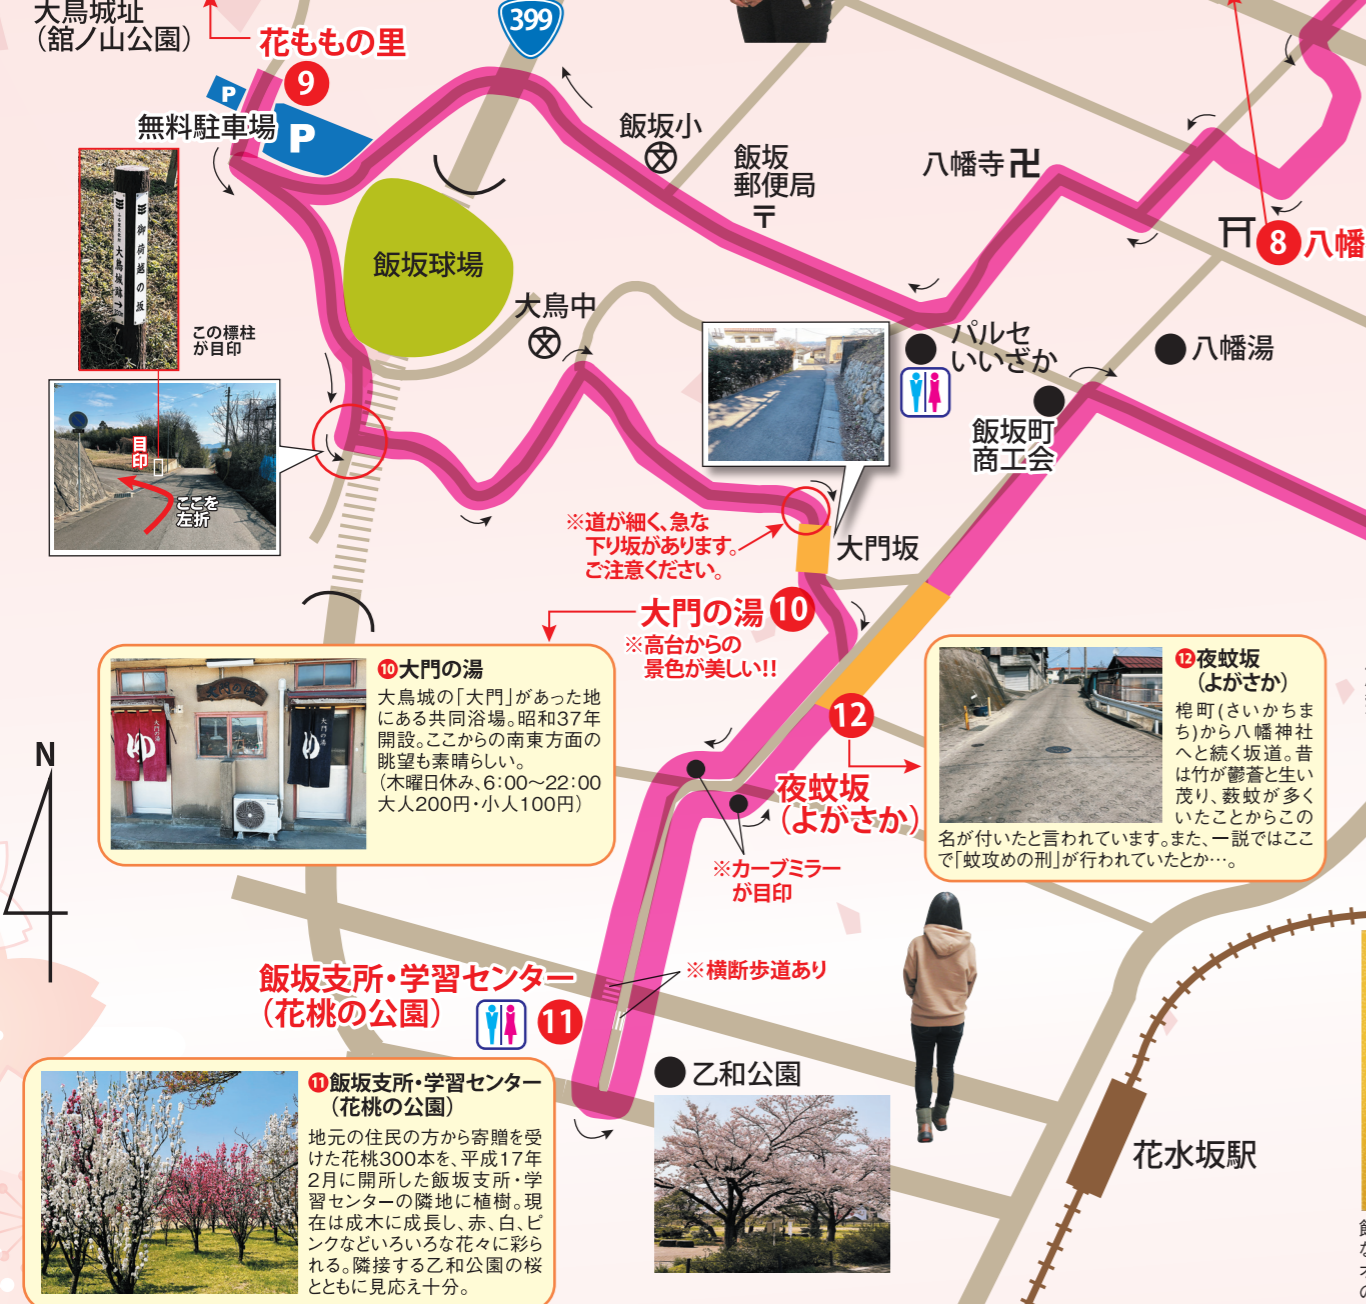 大鳥城址
（舘ノ山公園）
花ももの里
9
399
P
P
無料駐車場
飯坂小
飯坂
郵便局
〒
八幡寺
8
八幡
御前越の坂
大鳥城跡→
この標柱
が目印
飯坂球場
大鳥中
パルセ
いいざか
八幡湯
飯坂町
商工会
目印
ここを
左折
※道が細く、急な
下り坂があります。
ご注意ください。
大門坂
大門の湯
10
※高台からの
景色が美しい!!
10大門の湯
大鳥城の「大門」があった地
にある共同浴場。昭和37年
開設。ここからの南東方面の
眺望も素晴らしい。
（木曜日休み、6：00〜22：00
大人200円・小人100円）
ゆ
大門の湯
ゆ
12
夜蚊坂
（よがさか）
12夜蚊坂
（よがさか）
梍町(さいかちま
ち)から八幡神社
へと続く坂道。昔
は竹が鬱蒼と生い
茂り、薮蚊が多く
いたことからこの
名が付いたと言われています。また、一説ではここ
で「蚊攻めの刑」が行われていたとか…。
※カーブミラー
が目印
N
※横断歩道あり
飯坂支所・学習センター
（花桃の公園）
11
11飯坂支所・学習センター
（花桃の公園）
地元の住民の方から寄贈を受
けた花桃300本を、平成17年
2月に開所した飯坂支所・学
習センターの隣地に植樹。現
在は成木に成長し、赤、白、ピ
ンクなどいろいろな花々に彩ら
れる。隣接する乙和公園の桜
とともに見応え十分。
乙和公園
花水坂駅